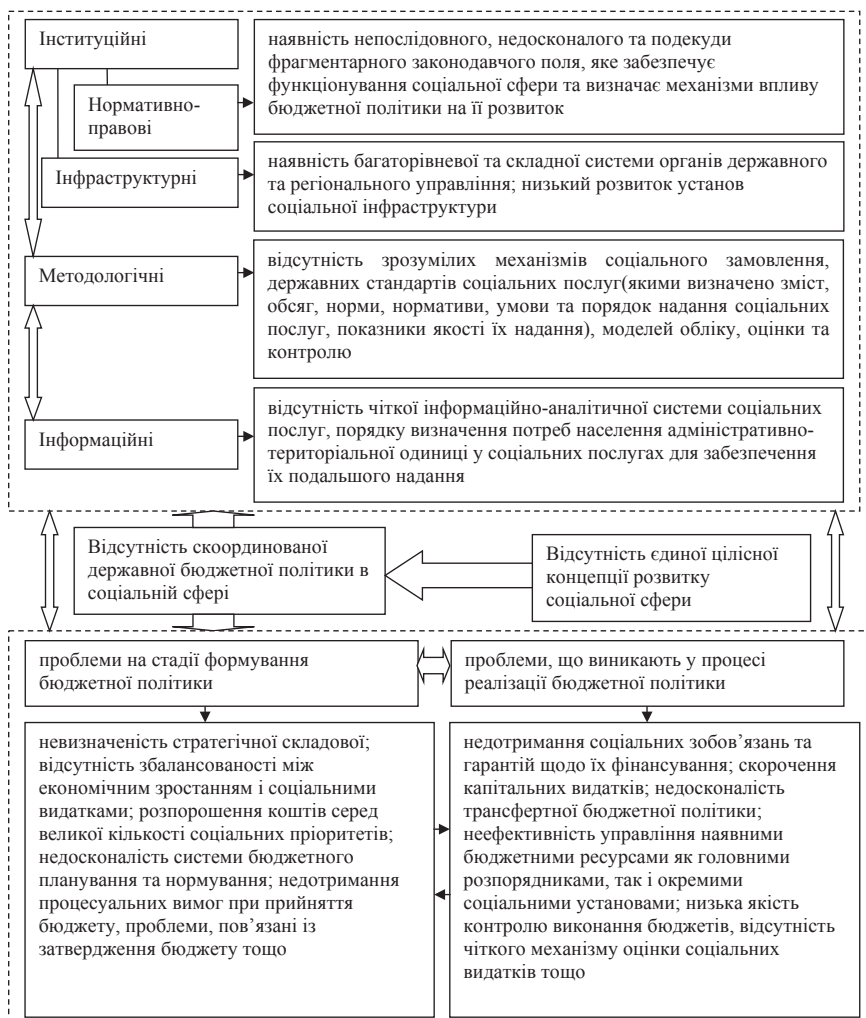 Інституційні
наявність непослідовного, недосконалого та подекуди
фрагментарного законодавчого поля, яке забезпечує
функціонування соціальної сфери та визначає механізми впливу
бюджетної політики на її розвиток
Нормативно-
правові
Інфраструктурні
наявність багаторівневої та складної системи органів державного
та регіонального управління; низький розвиток установ
соціальної інфраструктури
Методологічні
відсутність зрозумілих механізмів соціального замовлення,
державних стандартів соціальних послуг(якими визначено зміст,
обсяг, норми, нормативи, умови та порядок надання соціальних
послуг, показники якості їх надання), моделей обліку, оцінки та
контролю
Інформаційні
відсутність чіткої інформаційно-аналітичної системи соціальних
послуг, порядку визначення потреб населення адміністративно-
територіальної одиниці у соціальних послугах для забезпечення
їх подальшого надання
Відсутність скоординованої
державної бюджетної політики в
соціальній сфері
Відсутність єдиної цілісної
концепції розвитку
соціальної сфери
проблеми на стадії формування
бюджетної політики
проблеми, що виникають у процесі
реалізації бюджетної політики
невизначеність стратегічної складової;
відсутність збалансованості між
економічним зростанням і соціальними
видатками; розпорошення коштів серед
великої кількості соціальних пріоритетів;
недосконалість системи бюджетного
планування та нормування; недотримання
процесуальних вимог при прийняття
бюджету, проблеми, пов’язані із
затвердження бюджету тощо
недотримання соціальних зобов’язань та
гарантій щодо їх фінансування; скорочення
капітальних видатків; недосконалість
трансфертної бюджетної політики;
неефективність управління наявними
бюджетними ресурсами як головними
розпорядниками, так і окремими
соціальними установами; низька якість
контролю виконання бюджетів, відсутність
чіткого механізму оцінки соціальних
видатків тощо